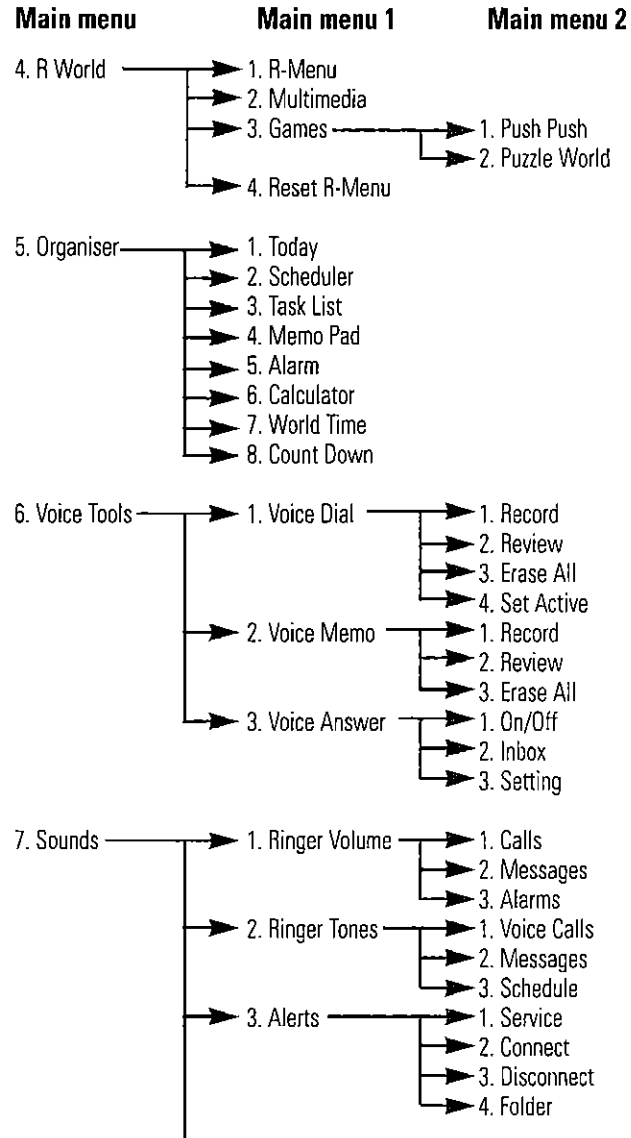 Main menu Main menu 1 Main menu 2
4. R World 1. R-Menu
2. Multimedia
3. Games 1. Push Push
2. Puzzle World
4. Reset R-Menu
5. Organiser 1. Today
2. Scheduler
3. Task List
4. Memo Pad
5. Alarm
6. Calculator
7. World Time
8. Count Down
6. Voice Tools 1. Voice Dial 1. Record
2. Review
3. Erase All
4. Set Active
2. Voice Memo 1. Record
2. Review
3. Erase All
3. Voice Answer 1. On/Off
2. Inbox
3. Setting
7. Sounds 1. Ringer Volume 1. Calls
2. Messages
3. Alarms
2. Ringer Tones 1. Voice Calls
2. Messages
3. Schedule
3. Alerts 1. Service
2. Connect
3. Disconnect
4. Folder